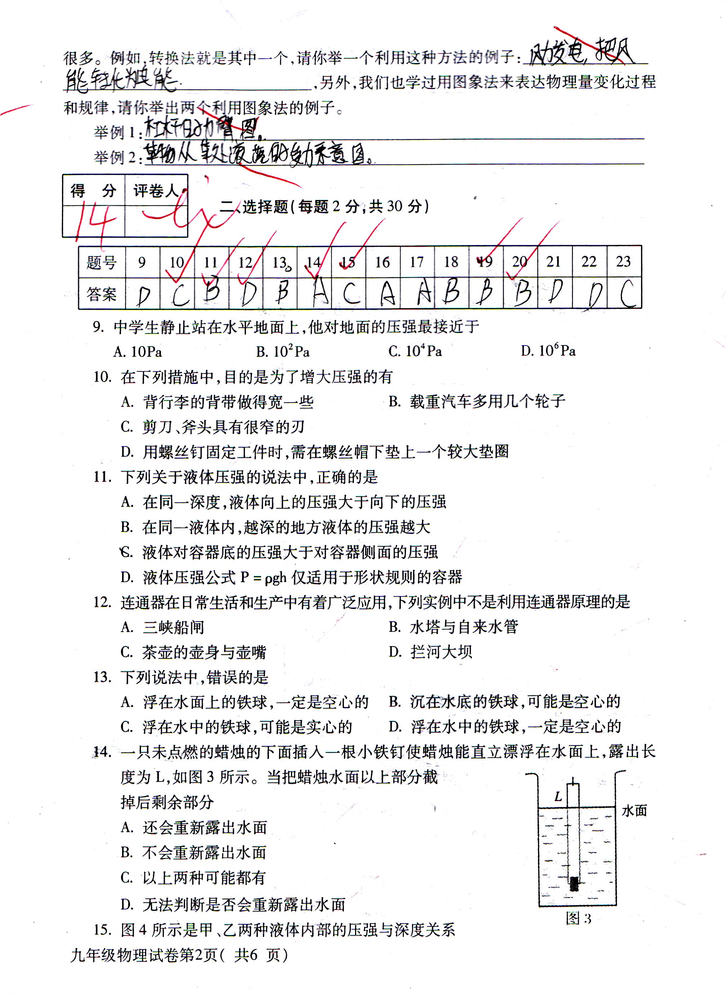 很多。例如,转换法就是其中一个,请你举一个利用这种方法的例子:风力发电,把风
能转化为电能. ,另外,我们也学过用图象法来表达物理量变化过程
和规律,请你举出两个利用图象法的例子。
举例1:杠杆的动力臂图。
举例2:重物从某处滚落的受力示意图。
得 分 评卷人
14
二、选择题(每题2分,共30分)
题号 9 10 11 12 13 14 15 16 17 18 19 20 21 22 23
答案 D C B D B A C A A B B B D D C
9. 中学生静止站在水平地面上,他对地面的压强最接近于
A. 10Pa B. 10²Pa C. 10⁴Pa D. 10⁶Pa
10. 在下列措施中,目的是为了增大压强的有
A. 背行李的背带做得宽一些 B. 载重汽车多用几个轮子
C. 剪刀、斧头具有很窄的刃
D. 用螺丝钉固定工件时,需在螺丝帽下垫上一个较大垫圈
11. 下列关于液体压强的说法中,正确的是
A. 在同一深度,液体向上的压强大于向下的压强
B. 在同一液体内,越深的地方液体的压强越大
C. 液体对容器底的压强大于对容器侧面的压强
D. 液体压强公式 P = ρgh 仅适用于形状规则的容器
12. 连通器在日常生活和生产中有着广泛应用,下列实例中不是利用连通器原理的是
A. 三峡船闸 B. 水塔与自来水管
C. 茶壶的壶身与壶嘴 D. 拦河大坝
13. 下列说法中,错误的是
A. 浮在水面上的铁球,一定是空心的 B. 沉在水底的铁球,可能是空心的
C. 浮在水中的铁球,可能是实心的 D. 浮在水中的铁球,一定是空心的
14. 一只未点燃的蜡烛的下面插入一根小铁钉使蜡烛能直立漂浮在水面上,露出长
度为 L,如图 3 所示。当把蜡烛水面以上部分截
掉后剩余部分
A. 还会重新露出水面
B. 不会重新露出水面
C. 以上两种可能都有
D. 无法判断是否会重新露出水面
L
水面
图 3
15. 图 4 所示是甲、乙两种液体内部的压强与深度关系
九年级物理试卷第2页( 共6 页)